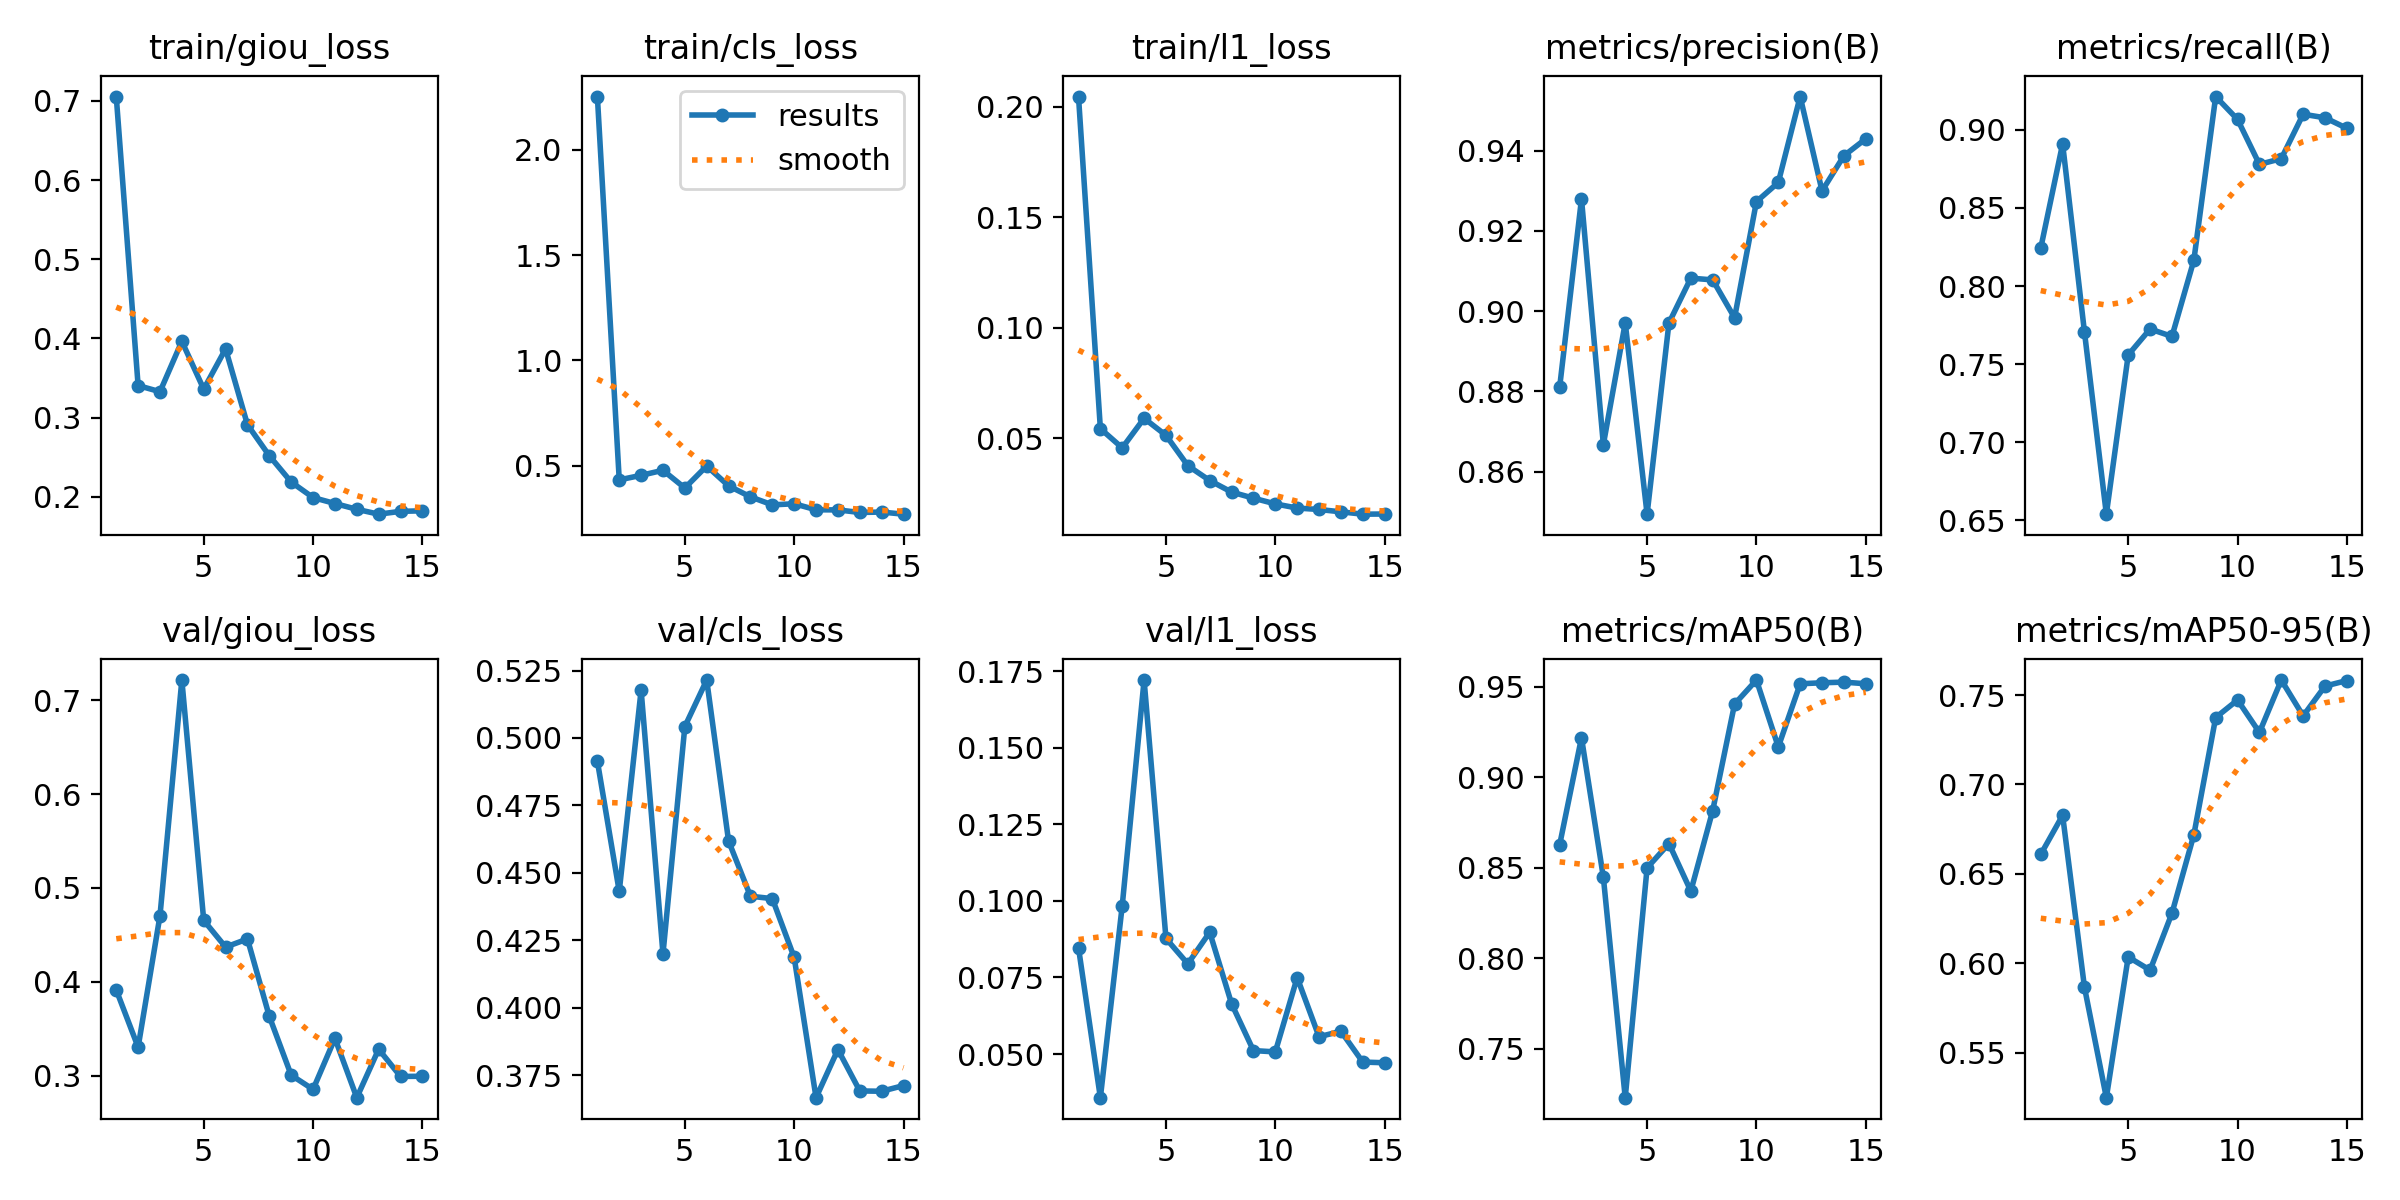 train/giou_loss
0.7
0.6
0.5
0.4
0.3
0.2
5 10 15
train/cls_loss
results
smooth
2.0
1.5
1.0
0.5
5 10 15
train/l1_loss
0.20
0.15
0.10
0.05
5 10 15
metrics/precision(B)
0.94
0.92
0.90
0.88
0.86
5 10 15
metrics/recall(B)
0.90
0.85
0.80
0.75
0.70
0.65
5 10 15
val/giou_loss
0.7
0.6
0.5
0.4
0.3
5 10 15
val/cls_loss
0.525
0.500
0.475
0.450
0.425
0.400
0.375
5 10 15
val/l1_loss
0.175
0.150
0.125
0.100
0.075
0.050
5 10 15
metrics/mAP50(B)
0.95
0.90
0.85
0.80
0.75
5 10 15
metrics/mAP50-95(B)
0.75
0.70
0.65
0.60
0.55
5 10 15